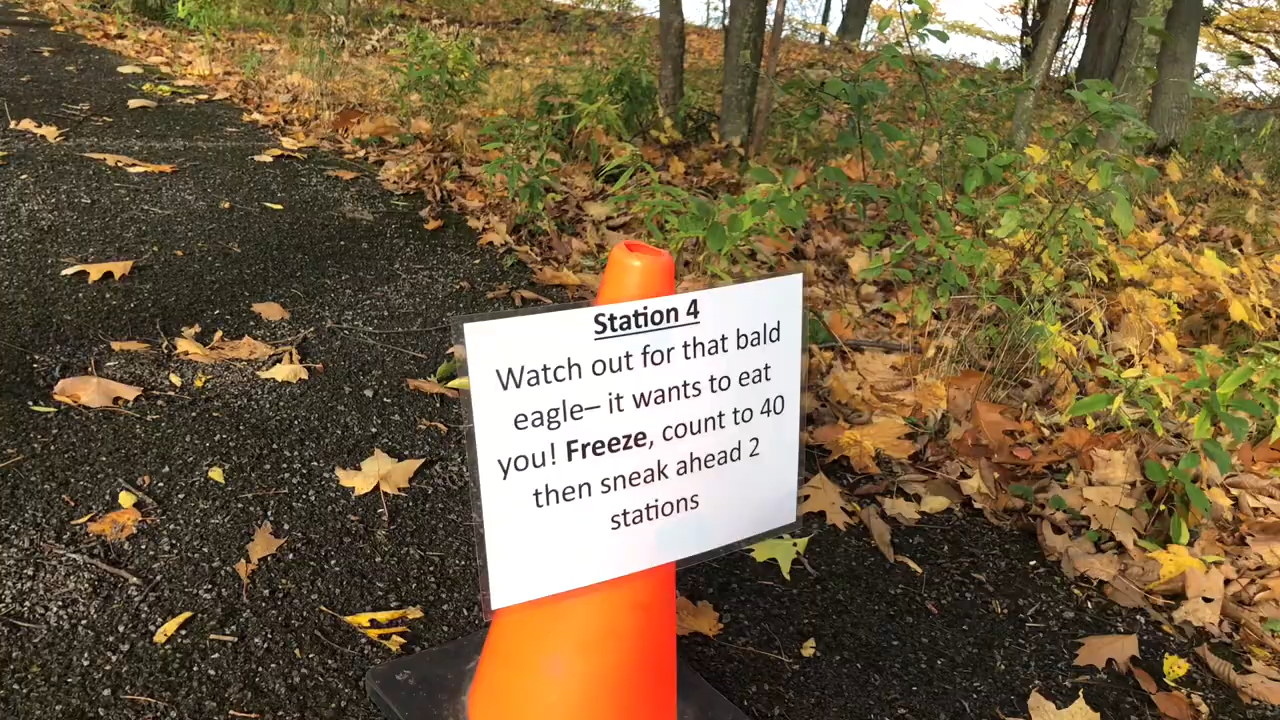 Station 4
Watch out for that bald
eagle– it wants to eat
you! Freeze, count to 40
then sneak ahead 2
stations